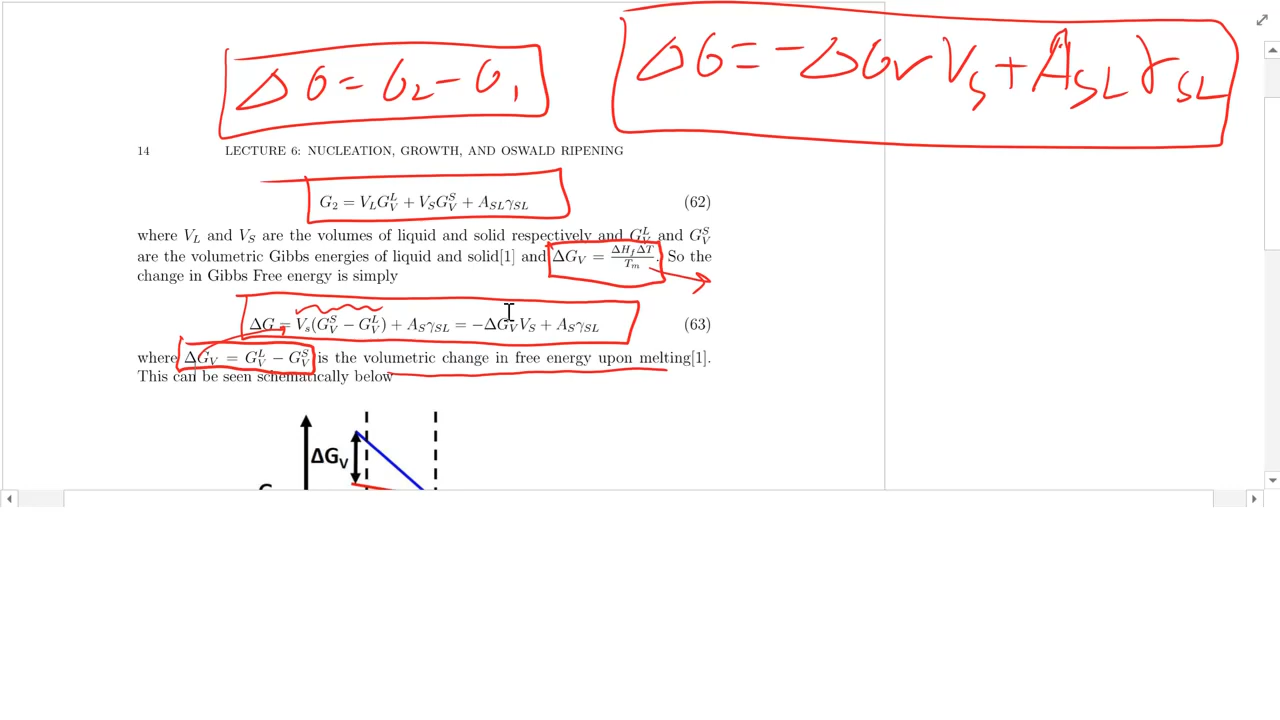 ΔG = G₂ − G₁
ΔG = −ΔGv V_S + A_SL γ_SL
14 LECTURE 6: NUCLEATION, GROWTH, AND OSWALD RIPENING
G₂ = V_L G_V^L + V_S G_V^S + A_SL γ_SL (62)
where V_L and V_S are the volumes of liquid and solid respectively and G_V^L and G_V^S
are the volumetric Gibbs energies of liquid and solid[1] and ΔG_V = ΔH_f ΔT / T_m. So the
change in Gibbs Free energy is simply
ΔG = V_s(G_V^S − G_V^L) + A_S γ_SL = −ΔG_V V_S + A_S γ_SL (63)
where ΔG_V = G_V^L − G_V^S is the volumetric change in free energy upon melting[1].
This can be seen schematically below
ΔG_V